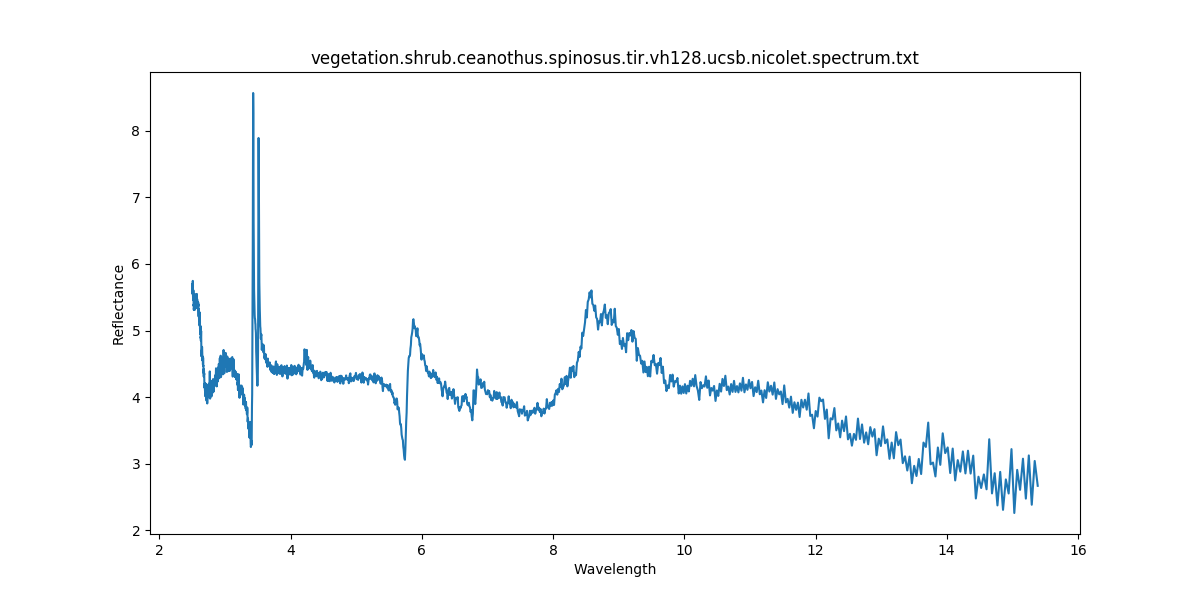 vegetation.shrub.ceanothus.spinosus.tir.vh128.ucsb.nicolet.spectrum.txt
Reflectance
8
7
6
5
4
3
2
2 4 6 8 10 12 14 16
Wavelength